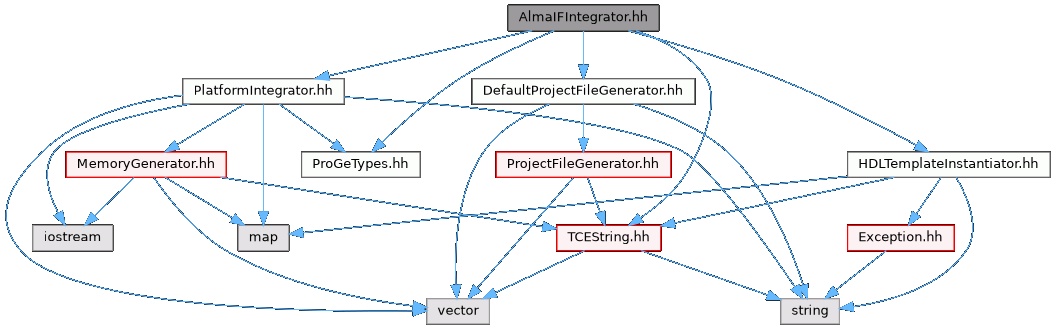 AlmaIFIntegrator.hh
PlatformIntegrator.hh
DefaultProjectFileGenerator.hh
MemoryGenerator.hh
ProGeTypes.hh
ProjectFileGenerator.hh
HDLTemplateInstantiator.hh
iostream
map
TCEString.hh
Exception.hh
vector
string